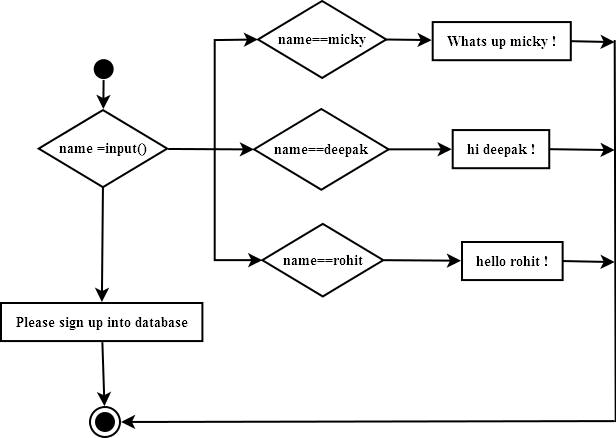 name==micky
Whats up micky !
name =input()
name==deepak
hi deepak !
name==rohit
hello rohit !
Please sign up into database